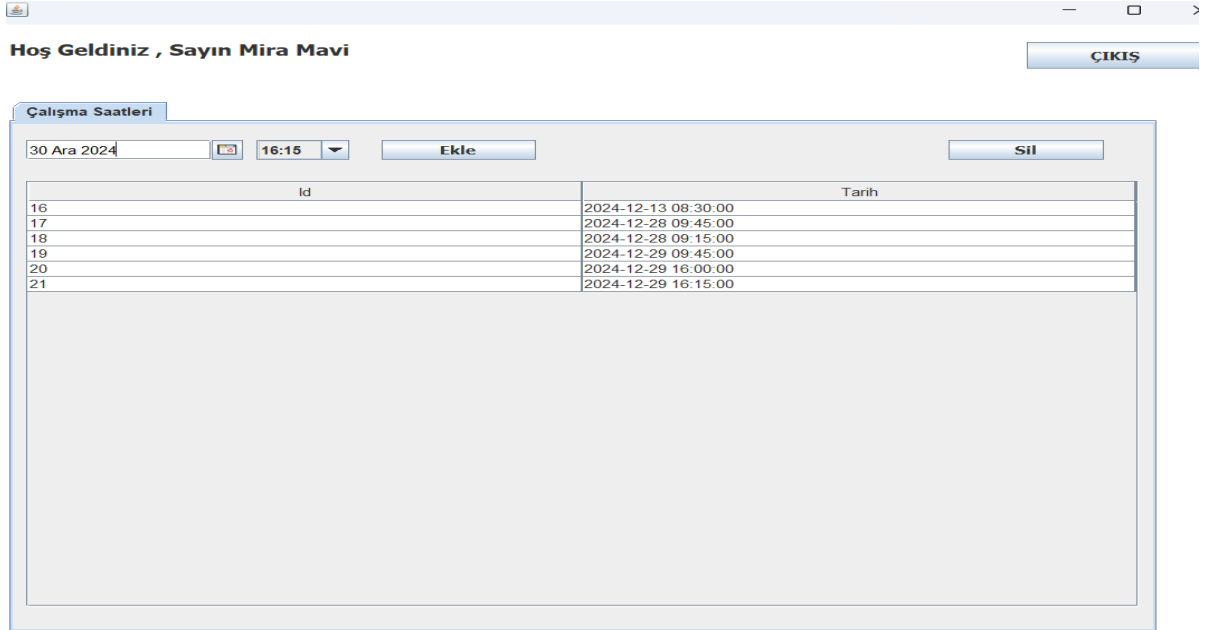 Hoş Geldiniz , Sayın Mira Mavi
ÇIKIŞ
Çalışma Saatleri
30 Ara 2024 16:15 Ekle Sil
Id Tarih
16 2024-12-13 08:30:00
17 2024-12-28 09:45:00
18 2024-12-28 09:15:00
19 2024-12-29 09:45:00
20 2024-12-29 16:00:00
21 2024-12-29 16:15:00